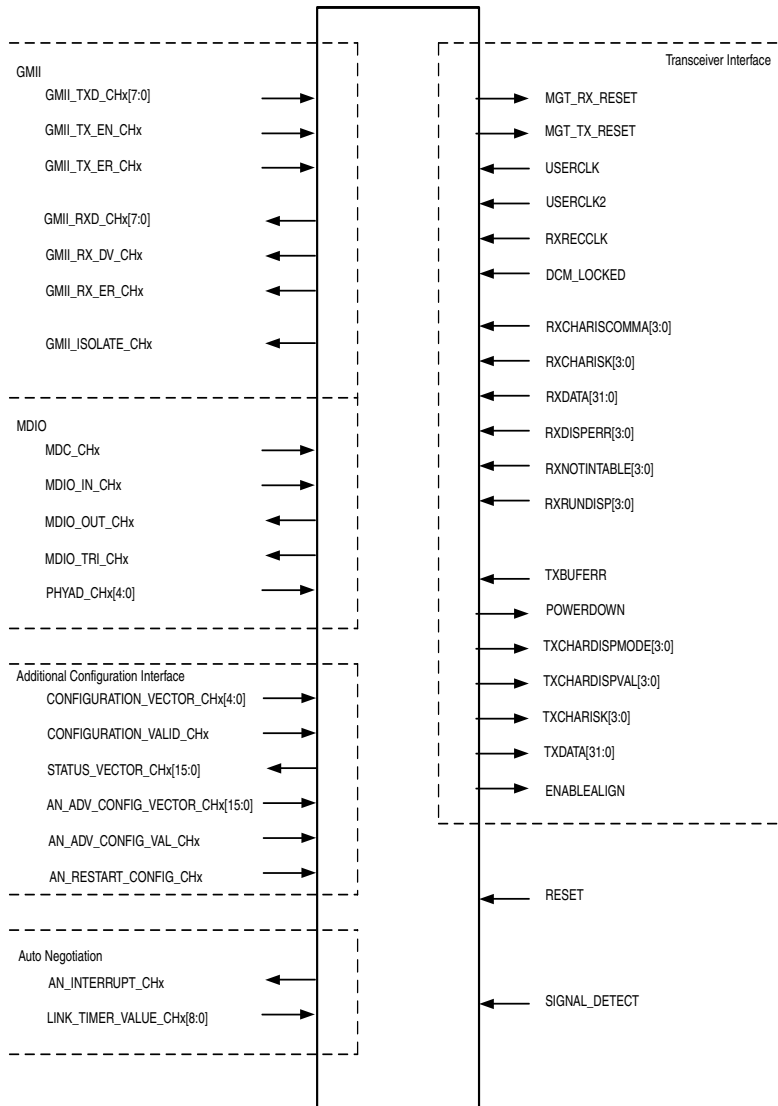 GMII
GMII_TXD_CHx[7:0]
GMII_TX_EN_CHx
GMII_TX_ER_CHx
GMII_RXD_CHx[7:0]
GMII_RX_DV_CHx
GMII_RX_ER_CHx
GMII_ISOLATE_CHx
MDIO
MDC_CHx
MDIO_IN_CHx
MDIO_OUT_CHx
MDIO_TRI_CHx
PHYAD_CHx[4:0]
Additional Configuration Interface
CONFIGURATION_VECTOR_CHx[4:0]
CONFIGURATION_VALID_CHx
STATUS_VECTOR_CHx[15:0]
AN_ADV_CONFIG_VECTOR_CHx[15:0]
AN_ADV_CONFIG_VAL_CHx
AN_RESTART_CONFIG_CHx
Auto Negotiation
AN_INTERRUPT_CHx
LINK_TIMER_VALUE_CHx[8:0]
Transceiver Interface
MGT_RX_RESET
MGT_TX_RESET
USERCLK
USERCLK2
RXRECCLK
DCM_LOCKED
RXCHARISCOMMA[3:0]
RXCHARISK[3:0]
RXDATA[31:0]
RXDISPERR[3:0]
RXNOTINTABLE[3:0]
RXRUNDISP[3:0]
TXBUFERR
POWERDOWN
TXCHARDISPMODE[3:0]
TXCHARDISPVAL[3:0]
TXCHARISK[3:0]
TXDATA[31:0]
ENABLEALIGN
RESET
SIGNAL_DETECT